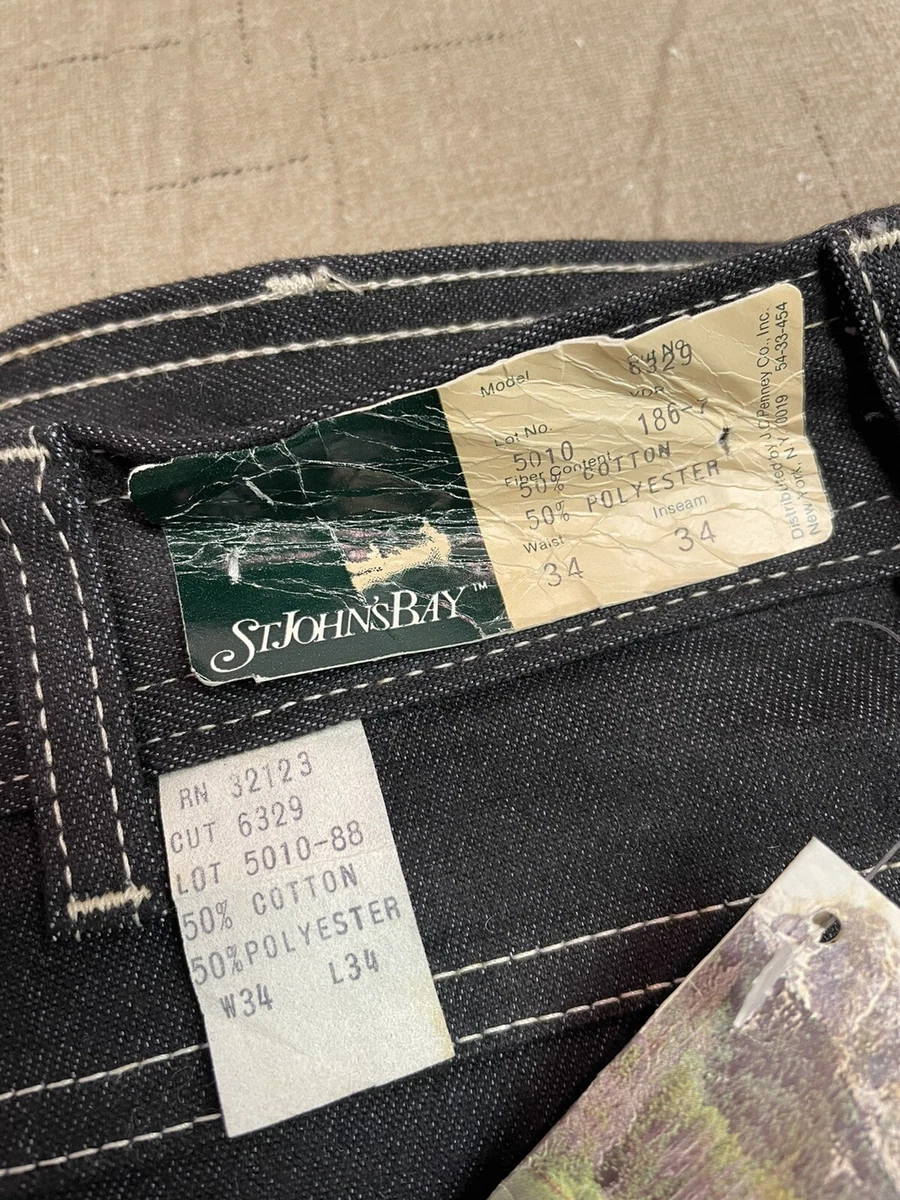 Model 6329
VDR
186-7
Lot No.
5010
Fiber Content
50% COTTON
50% POLYESTER
Waist Inseam
34 34
Distributed by J.C. Penney Co., Inc.
New York, N.Y. 10019 54-33-454
ST.JOHN'SBAY™
RN 32123
CUT 6329
LOT 5010-88
50% COTTON
50%POLYESTER
W34 L34